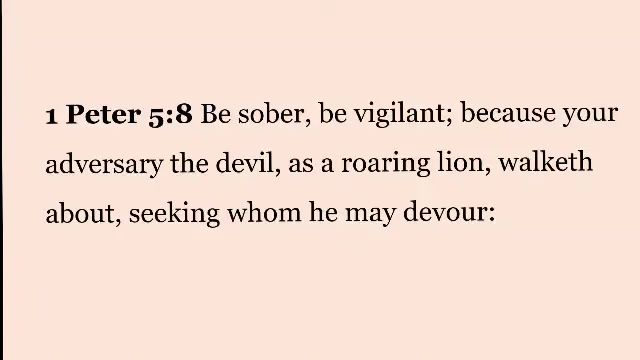 1 Peter 5:8 Be sober, be vigilant; because your
adversary the devil, as a roaring lion, walketh
about, seeking whom he may devour: